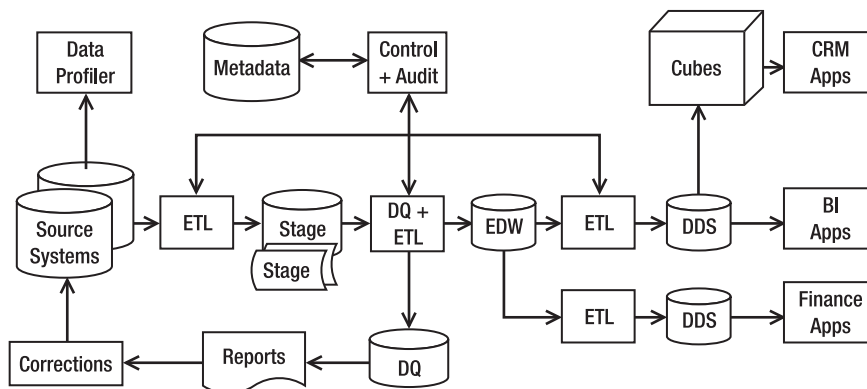 Data
Profiler
Metadata
Control
+ Audit
Cubes
CRM
Apps
Source
Systems
ETL
Stage
Stage
DQ +
ETL
EDW
ETL
DDS
BI
Apps
ETL
DDS
Finance
Apps
Corrections
Reports
DQ